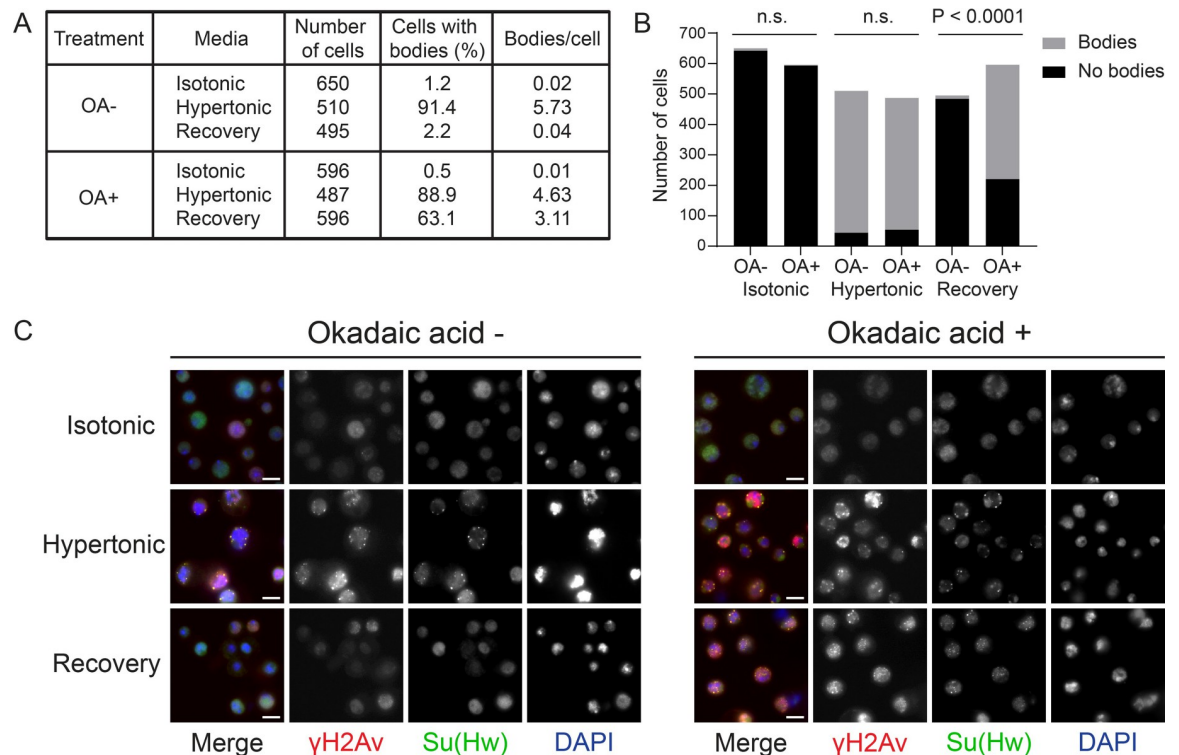 A
Treatment Media Number of cells Cells with bodies (%) Bodies/cell
OA- Isotonic 650 1.2 0.02
Hypertonic 510 91.4 5.73
Recovery 495 2.2 0.04
OA+ Isotonic 596 0.5 0.01
Hypertonic 487 88.9 4.63
Recovery 596 63.1 3.11
B
n.s. n.s. P < 0.0001
Number of cells
700
600
500
400
300
200
100
0
Bodies
No bodies
OA- OA+ OA- OA+ OA- OA+
Isotonic Hypertonic Recovery
C
Okadaic acid - Okadaic acid +
Isotonic
Hypertonic
Recovery
Merge γH2Av Su(Hw) DAPI Merge γH2Av Su(Hw) DAPI